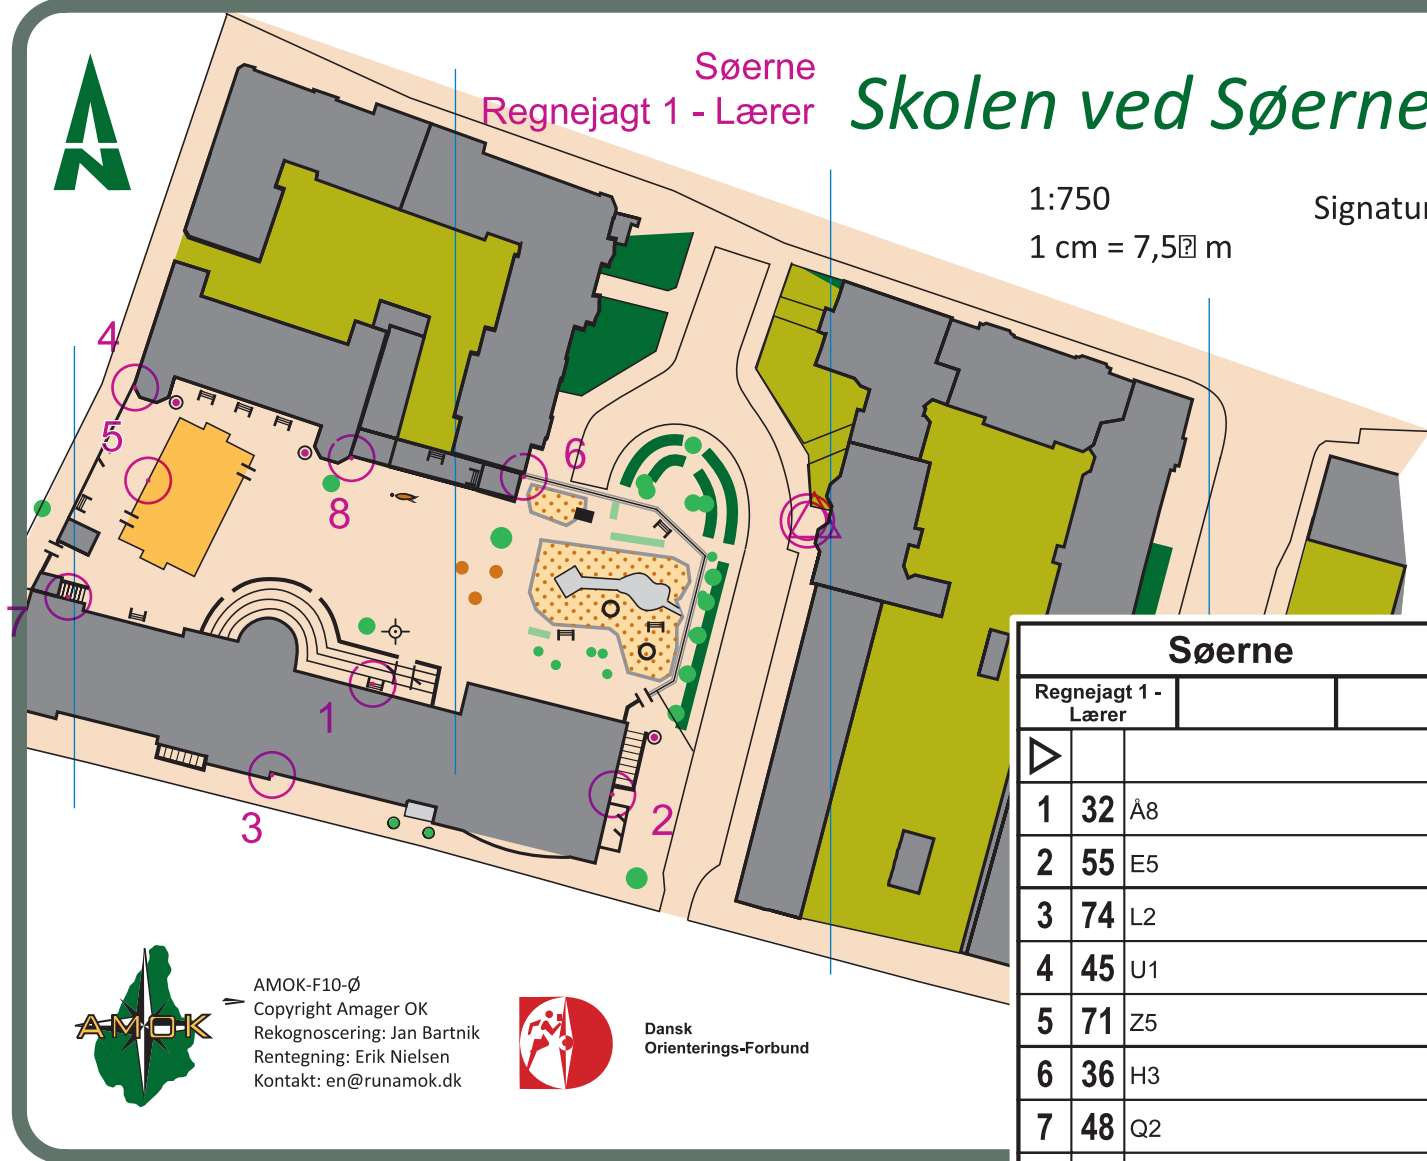 Søerne
Regnejagt 1 - Lærer
Skolen ved Søerne
1:750
1 cm = 7,5 m
Signatur
4
5
6
8
7
1
2
3
Søerne
Regnejagt 1 -
Lærer
1 32 Å8
2 55 E5
3 74 L2
4 45 U1
5 71 Z5
6 36 H3
7 48 Q2
AMOK
AMOK-F10-Ø
Copyright Amager OK
Rekognoscering: Jan Bartnik
Rentegning: Erik Nielsen
Kontakt: en@runamok.dk
Dansk
Orienterings-Forbund